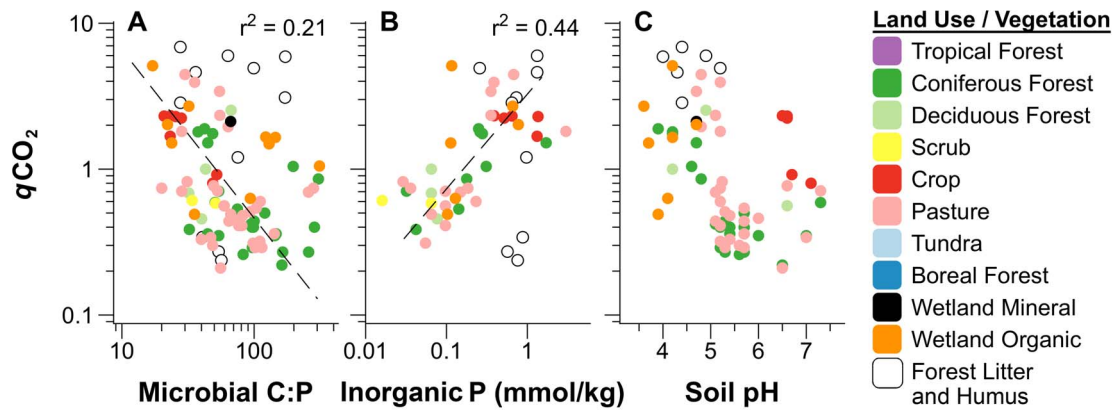 A
r² = 0.21
B
r² = 0.44
C
10
1
0.1
qCO₂
10
100
0.01
0.1
1
4
5
6
7
Microbial C:P
Inorganic P (mmol/kg)
Soil pH
Land Use / Vegetation
Tropical Forest
Coniferous Forest
Deciduous Forest
Scrub
Crop
Pasture
Tundra
Boreal Forest
Wetland Mineral
Wetland Organic
Forest Litter
and Humus